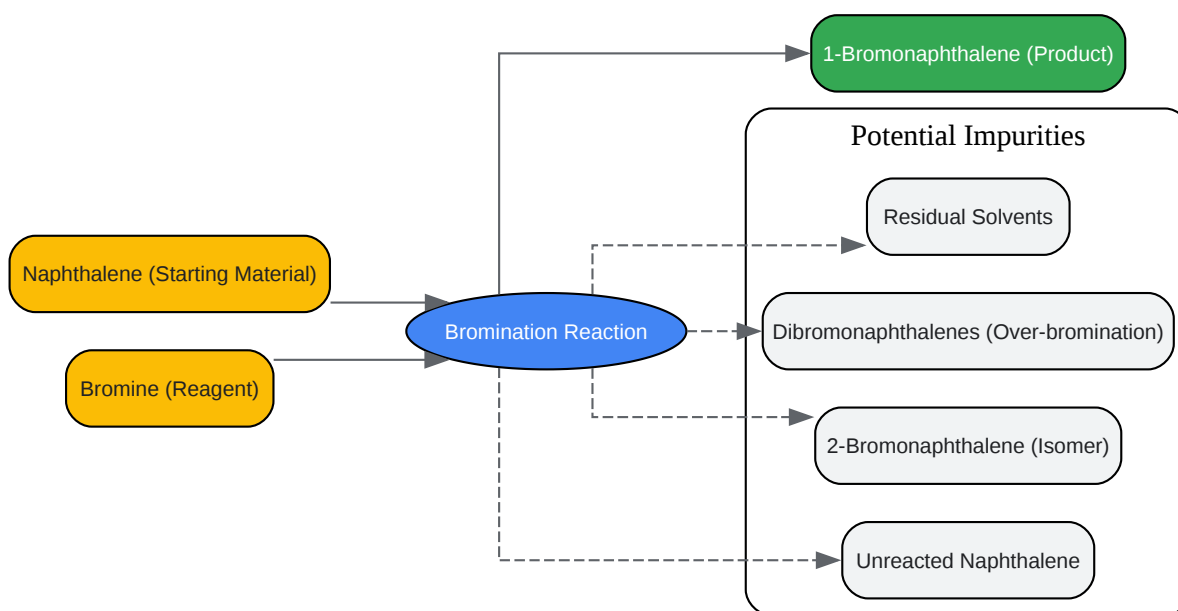 1-Bromonaphthalene (Product)
Potential Impurities
Residual Solvents
Naphthalene (Starting Material)
Bromination Reaction
Dibromonaphthalenes (Over-bromination)
Bromine (Reagent)
2-Bromonaphthalene (Isomer)
Unreacted Naphthalene